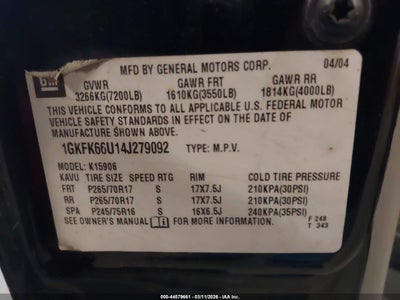 GM
MFD BY GENERAL MOTORS CORP. 04/04
GVWR GAWR FRT GAWR RR
3266KG(7200LB) 1610KG(3550LB) 1814KG(4000LB)
THIS VEHICLE CONFORMS TO ALL APPLICABLE U.S. FEDERAL MOTOR
VEHICLE SAFETY STANDARDS IN EFFECT ON THE DATE OF
MANUFACTURE SHOWN ABOVE.
1GKFK66U14J279092 TYPE: M.P.V.
MODEL: K15906
KAVU TIRE SIZE SPEED RTG RIM COLD TIRE PRESSURE
FRT P265/70R17 S 17X7.5J 210KPA(30PSI)
RR P265/70R17 S 17X7.5J 210KPA(30PSI)
SPA P245/75R16 S 16X6.5J 240KPA(35PSI)
SEE OWNER'S MANUAL FOR MORE INFORMATION. F 248
T 343
000-44579661 - 03/11/2026 - IAA Inc.